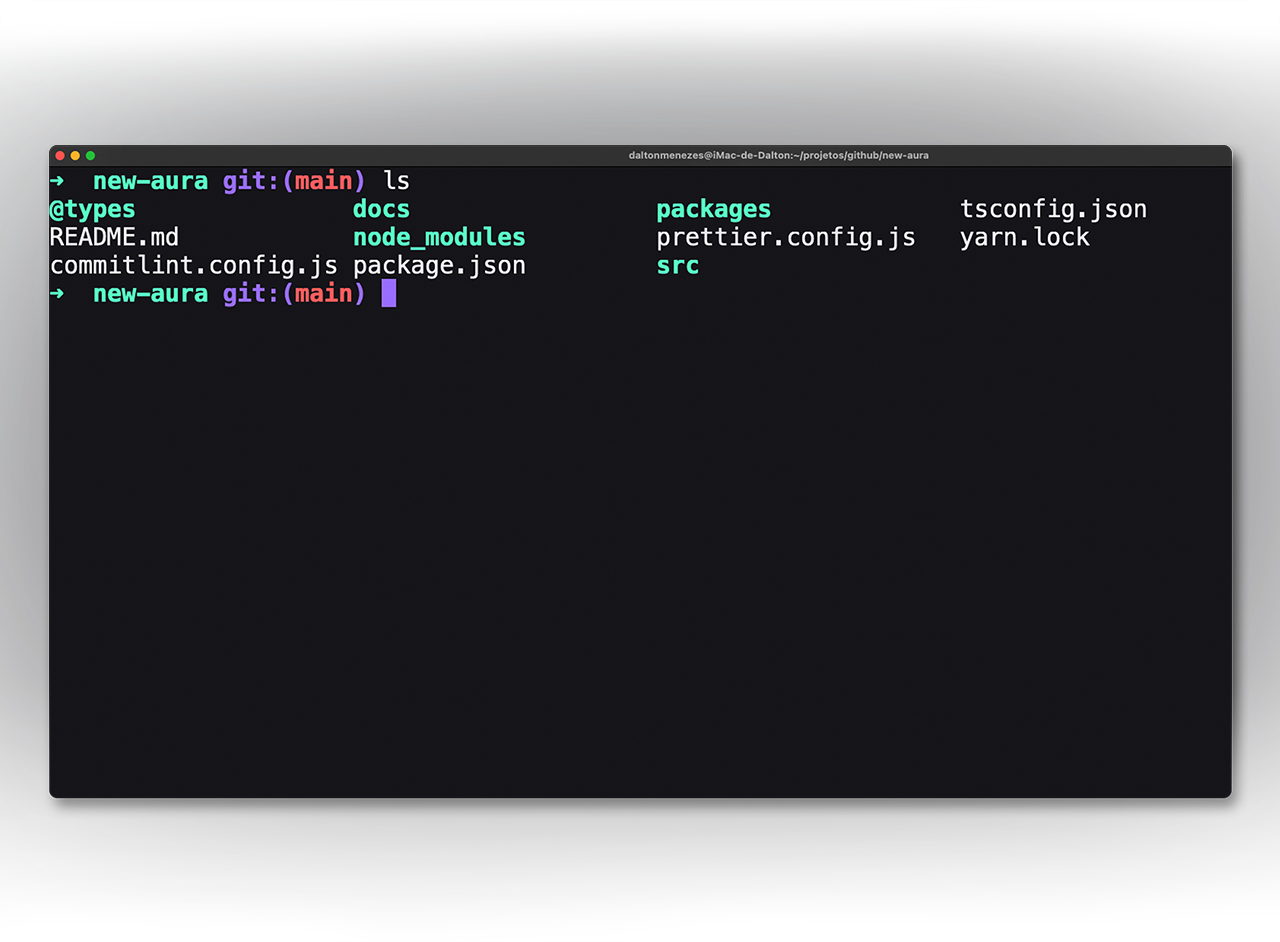 daltonmenezes@iMac-de-Dalton:~/projetos/github/new-aura
➜ new-aura git:(main) ls
@types docs packages tsconfig.json
README.md node_modules prettier.config.js yarn.lock
commitlint.config.js package.json src
➜ new-aura git:(main)